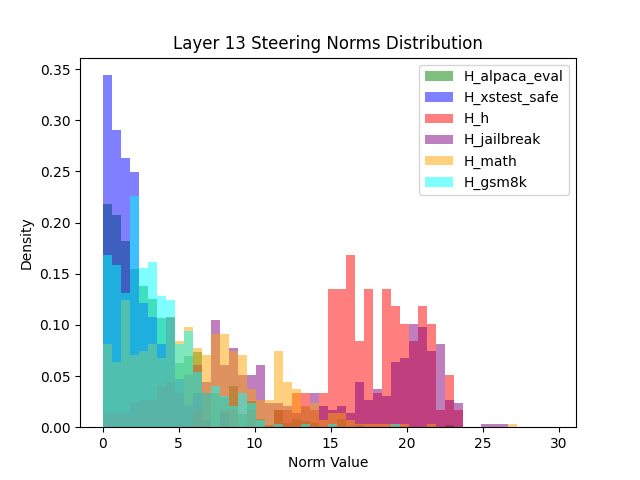 Layer 13 Steering Norms Distribution
0.35
0.30
0.25
0.20
0.15
0.10
0.05
0.00
Density
H_alpaca_eval
H_xstest_safe
H_h
H_jailbreak
H_math
H_gsm8k
0
5
10
15
20
25
30
Norm Value